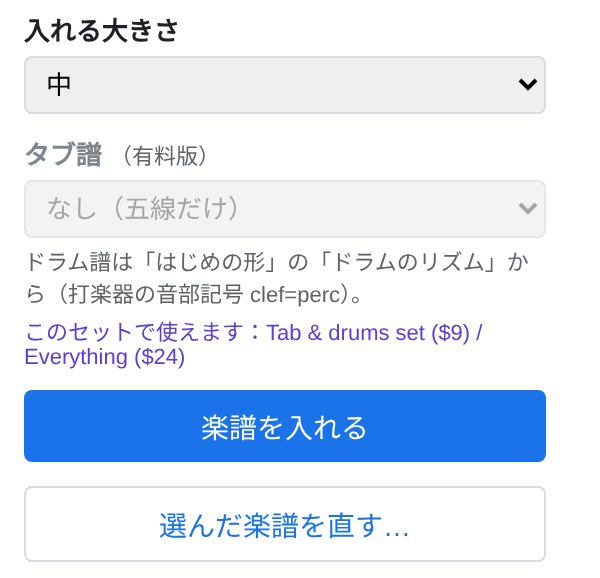 入れる大きさ
中
タブ譜 （有料版）
なし（五線だけ）
ドラム譜は「はじめの形」の「ドラムのリズム」か
ら（打楽器の音部記号 clef=perc）。
このセットで使えます：Tab & drums set ($9) /
Everything ($24)
楽譜を入れる
選んだ楽譜を直す…